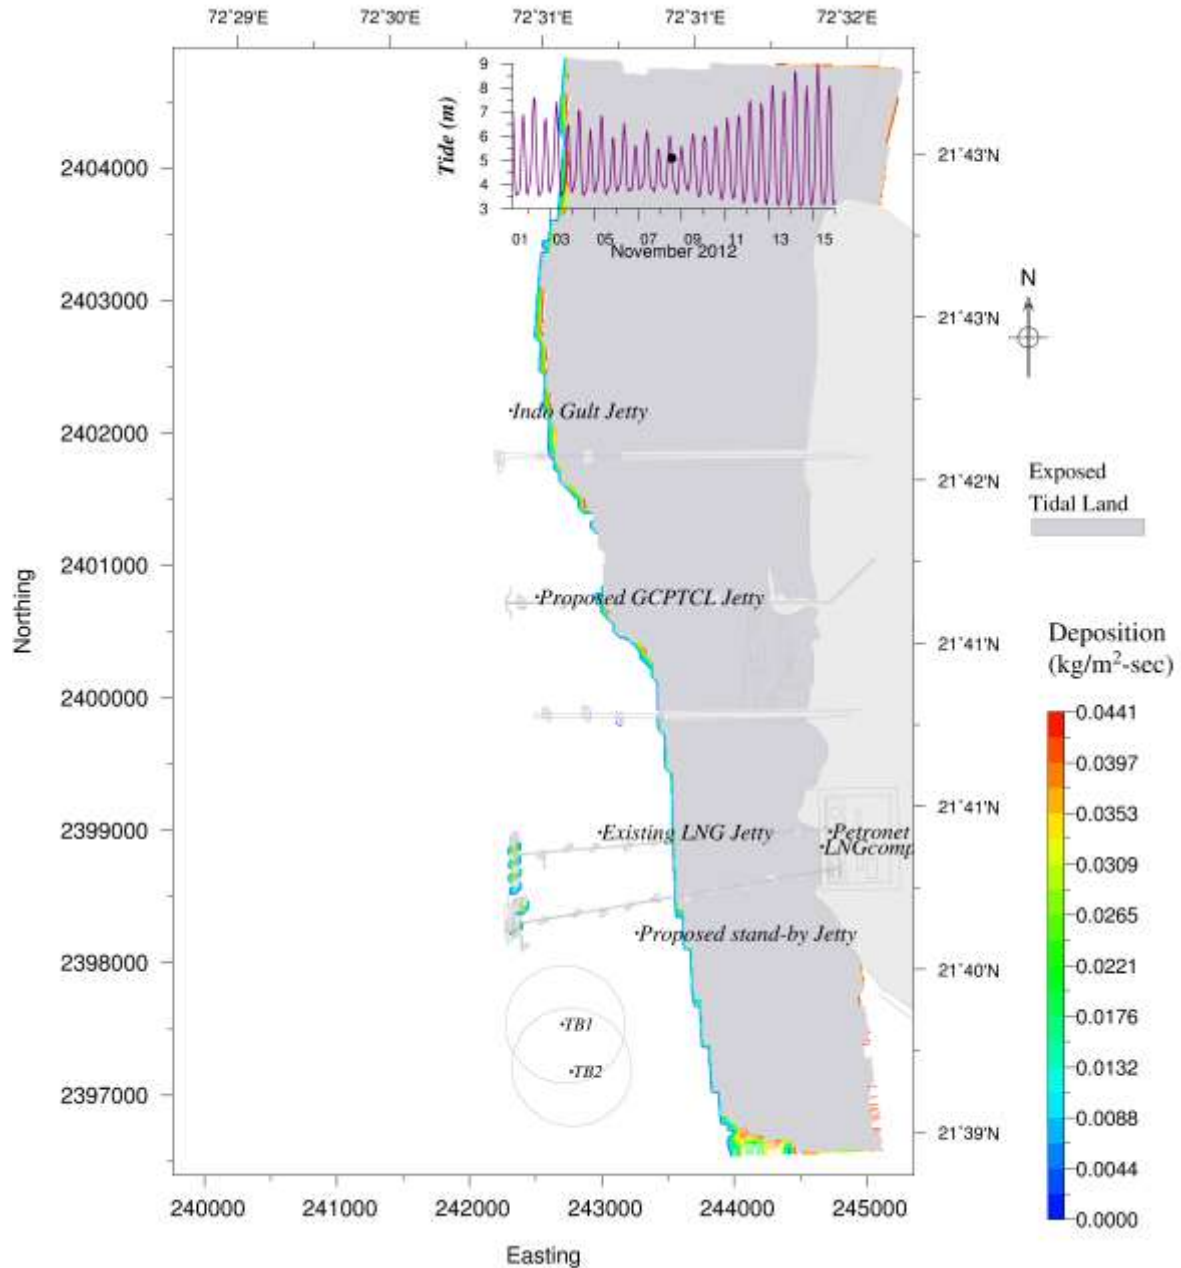 72°29'E 72°30'E 72°31'E 72°31'E 72°32'E
9
8
7
6
5
4
3
Tide (m)
01 03 05 07 09 11 13 15
November 2012
2404000
2403000
2402000
2401000
2400000
2399000
2398000
2397000
Northing
21°43'N
21°43'N
21°42'N
21°41'N
21°41'N
21°40'N
21°39'N
Indo Gult Jetty
Proposed GCPTCL Jetty
Existing LNG Jetty
Petronet
LNGcomp
Proposed stand-by Jetty
TB1
TB2
240000 241000 242000 243000 244000 245000
Easting
N
Exposed
Tidal Land
Deposition
(kg/m²-sec)
0.0441
0.0397
0.0353
0.0309
0.0265
0.0221
0.0176
0.0132
0.0088
0.0044
0.0000